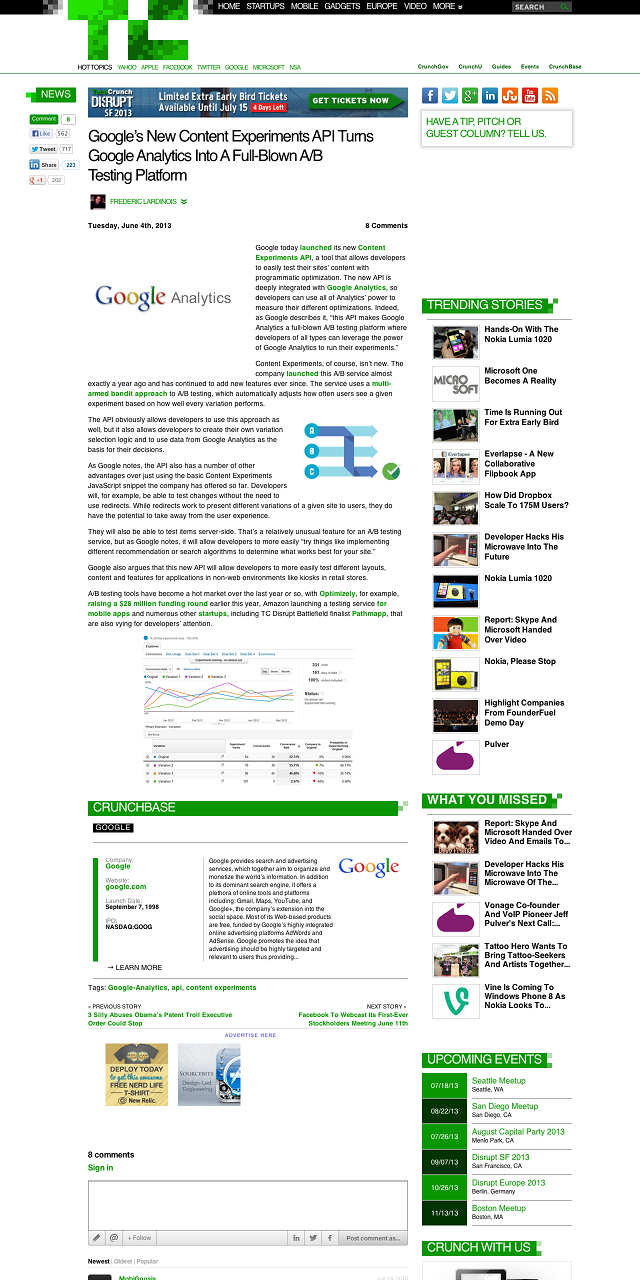 HOME STARTUPS MOBILE GADGETS EUROPE VIDEO MORE
SEARCH
HOT TOPICS YAHOO APPLE FACEBOOK TWITTER GOOGLE MICROSOFT NSA
CrunchGov CrunchU Guides Events CrunchBase
NEWS
Comment 8
Like 562
Tweet 717
Share 223
+1 202
DISRUPT
SF 2013
Limited Extra Early Bird Tickets
Available Until July 15 4 Days Left
GET TICKETS NOW
Google's New Content Experiments API Turns
Google Analytics Into A Full-Blown A/B
Testing Platform
FREDERIC LARDINOIS
Tuesday, June 4th, 2013
8 Comments
Google Analytics
Google today launched its new Content
Experiments API, a tool that allows developers
to easily test their sites' content with
programmatic optimization. The new API is
deeply integrated with Google Analytics, so
developers can use all of Analytics' power to
measure their different optimizations. Indeed,
as Google describes it, "this API makes Google
Analytics a full-blown A/B testing platform where
developers of all types can leverage the power
of Google Analytics to run their experiments."
Content Experiments, of course, isn't new. The
company launched this A/B service almost
exactly a year ago and has continued to add new features ever since. The service uses a multi-
armed bandit approach to A/B testing, which automatically adjusts how often users see a given
experiment based on how well every variation performs.
The API obviously allows developers to use this approach as
well, but it also allows developers to create their own variation
selection logic and to use data from Google Analytics as the
basis for their decisions.
A
B
C
As Google notes, the API also has a number of other
advantages over just using the basic Content Experiments
JavaScript snippet the company has offered so far. Developers
will, for example, be able to test changes without the need to
use redirects. While redirects work to present different variations of a given site to users, they do
have the potential to take away from the user experience.
They will also be able to test items server-side. That's a relatively unusual feature for an A/B testing
service, but as Google notes, it will allow developers to more easily "try things like implementing
different recommendation or search algorithms to determine what works best for your site."
Google also argues that this new API will allow developers to more easily test different layouts,
content and features for applications in non-web environments like kiosks in retail stores.
A/B testing tools have become a hot market over the last year or so, with Optimizely, for example,
raising a $28 million funding round earlier this year, Amazon launching a testing service for
for mobile apps and numerous other startups, including TC Disrupt Battlefield finalist Pathmapp, that
are also vying for developers' attention.
CRUNCHBASE
GOOGLE
Company:
Google
Website:
google.com
Launch Date:
September 7, 1998
IPO:
NASDAQ:GOOG
Google provides search and advertising
services, which together aim to organize and
monetize the world's information. In addition
to its dominant search engine, it offers a
plethora of online tools and platforms
including: Gmail, Maps, YouTube, and
Google+, the company's extension into the
social space. Most of its Web-based products
are free, funded by Google's highly integrated
online advertising platforms AdWords and
AdSense. Google promotes the idea that
advertising should be highly targeted and
relevant to users thus providing...
Google
→ LEARN MORE
Tags: Google-Analytics, api, content experiments
« PREVIOUS STORY
3 Silly Abuses Obama's Patent Troll Executive
Order Could Stop
NEXT STORY »
Facebook To Webcast Its First-Ever
Stockholders Meeting June 11th
ADVERTISE HERE
DEPLOY TODAY
to get this awesome
FREE NERD LIFE
T-SHIRT
@ New Relic.
SOURCEBITS
Design-Led
Engineering
8 comments
Sign in
+ Follow
Post comment as...
Newest | Oldest | Popular
MobiGnosis
Jun 18, 2013
HAVE A TIP, PITCH OR
GUEST COLUMN? TELL US.
TRENDING STORIES
Hands-On With The
Nokia Lumia 1020
MICROSOFT
Microsoft One
Becomes A Reality
Time Is Running Out
For Extra Early Bird
Everlapse
Everlapse - A New
Collaborative
Flipbook App
How Did Dropbox
Scale To 175M Users?
Developer Hacks His
Microwave Into The
Future
Nokia Lumia 1020
Report: Skype And
Microsoft Handed
Over Video
Nokia, Please Stop
Highlight Companies
From FounderFuel
Demo Day
Pulver
WHAT YOU MISSED
Report: Skype And
Microsoft Handed Over
Video And Emails To...
Developer Hacks His
Microwave Into The
Microwave Of The...
Vonage Co-founder
And VoIP Pioneer Jeff
Pulver's Next Call:...
Tattoo Hero Wants To
Bring Tattoo-Seekers
And Artists Together...
Vine Is Coming To
Windows Phone 8 As
Nokia Looks To...
UPCOMING EVENTS
07/18/13 Seattle Meetup
Seattle, WA
08/22/13 San Diego Meetup
San Diego, CA
07/26/13 August Capital Party 2013
Menlo Park, CA
09/07/13 Disrupt SF 2013
San Francisco, CA
10/26/13 Disrupt Europe 2013
Berlin, Germany
11/13/13 Boston Meetup
Boston, MA
CRUNCH WITH US